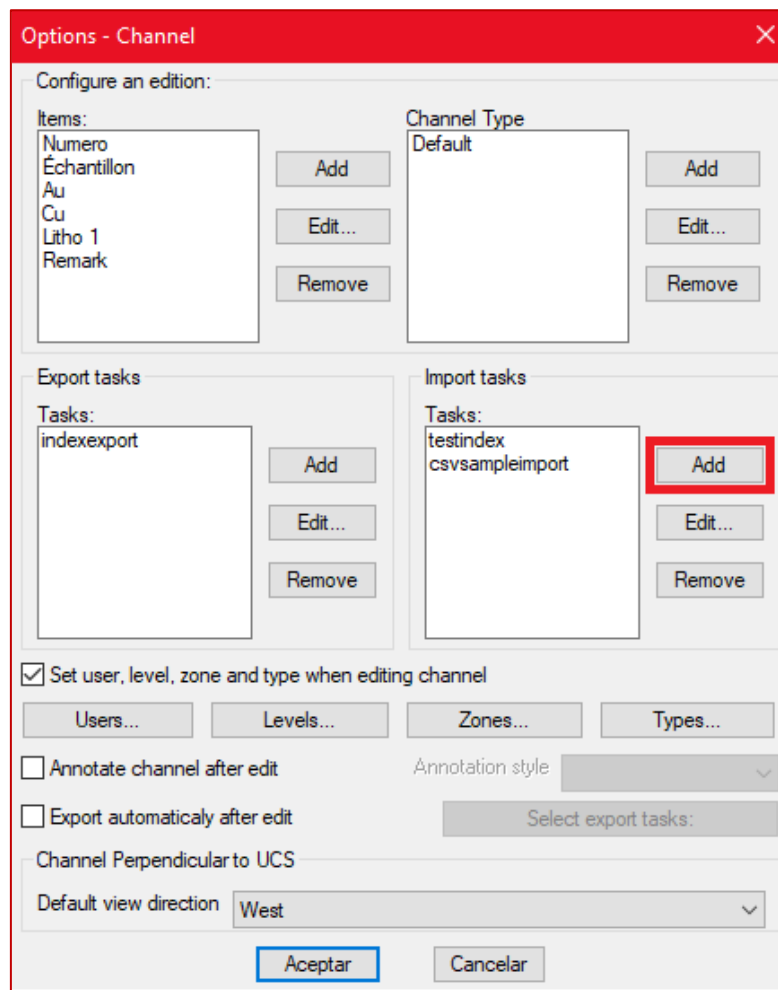 Options - Channel
Configure an edition:
Items:
Numero
Échantillon
Au
Cu
Litho 1
Remark
Add
Edit...
Remove
Channel Type
Default
Add
Edit...
Remove
Export tasks
Tasks:
indexexport
Add
Edit...
Remove
Import tasks
Tasks:
testindex
csvsampleimport
Add
Edit...
Remove
Set user, level, zone and type when editing channel
Users... Levels... Zones... Types...
Annotate channel after edit Annotation style
Export automaticaly after edit Select export tasks:
Channel Perpendicular to UCS
Default view direction West
Aceptar Cancelar